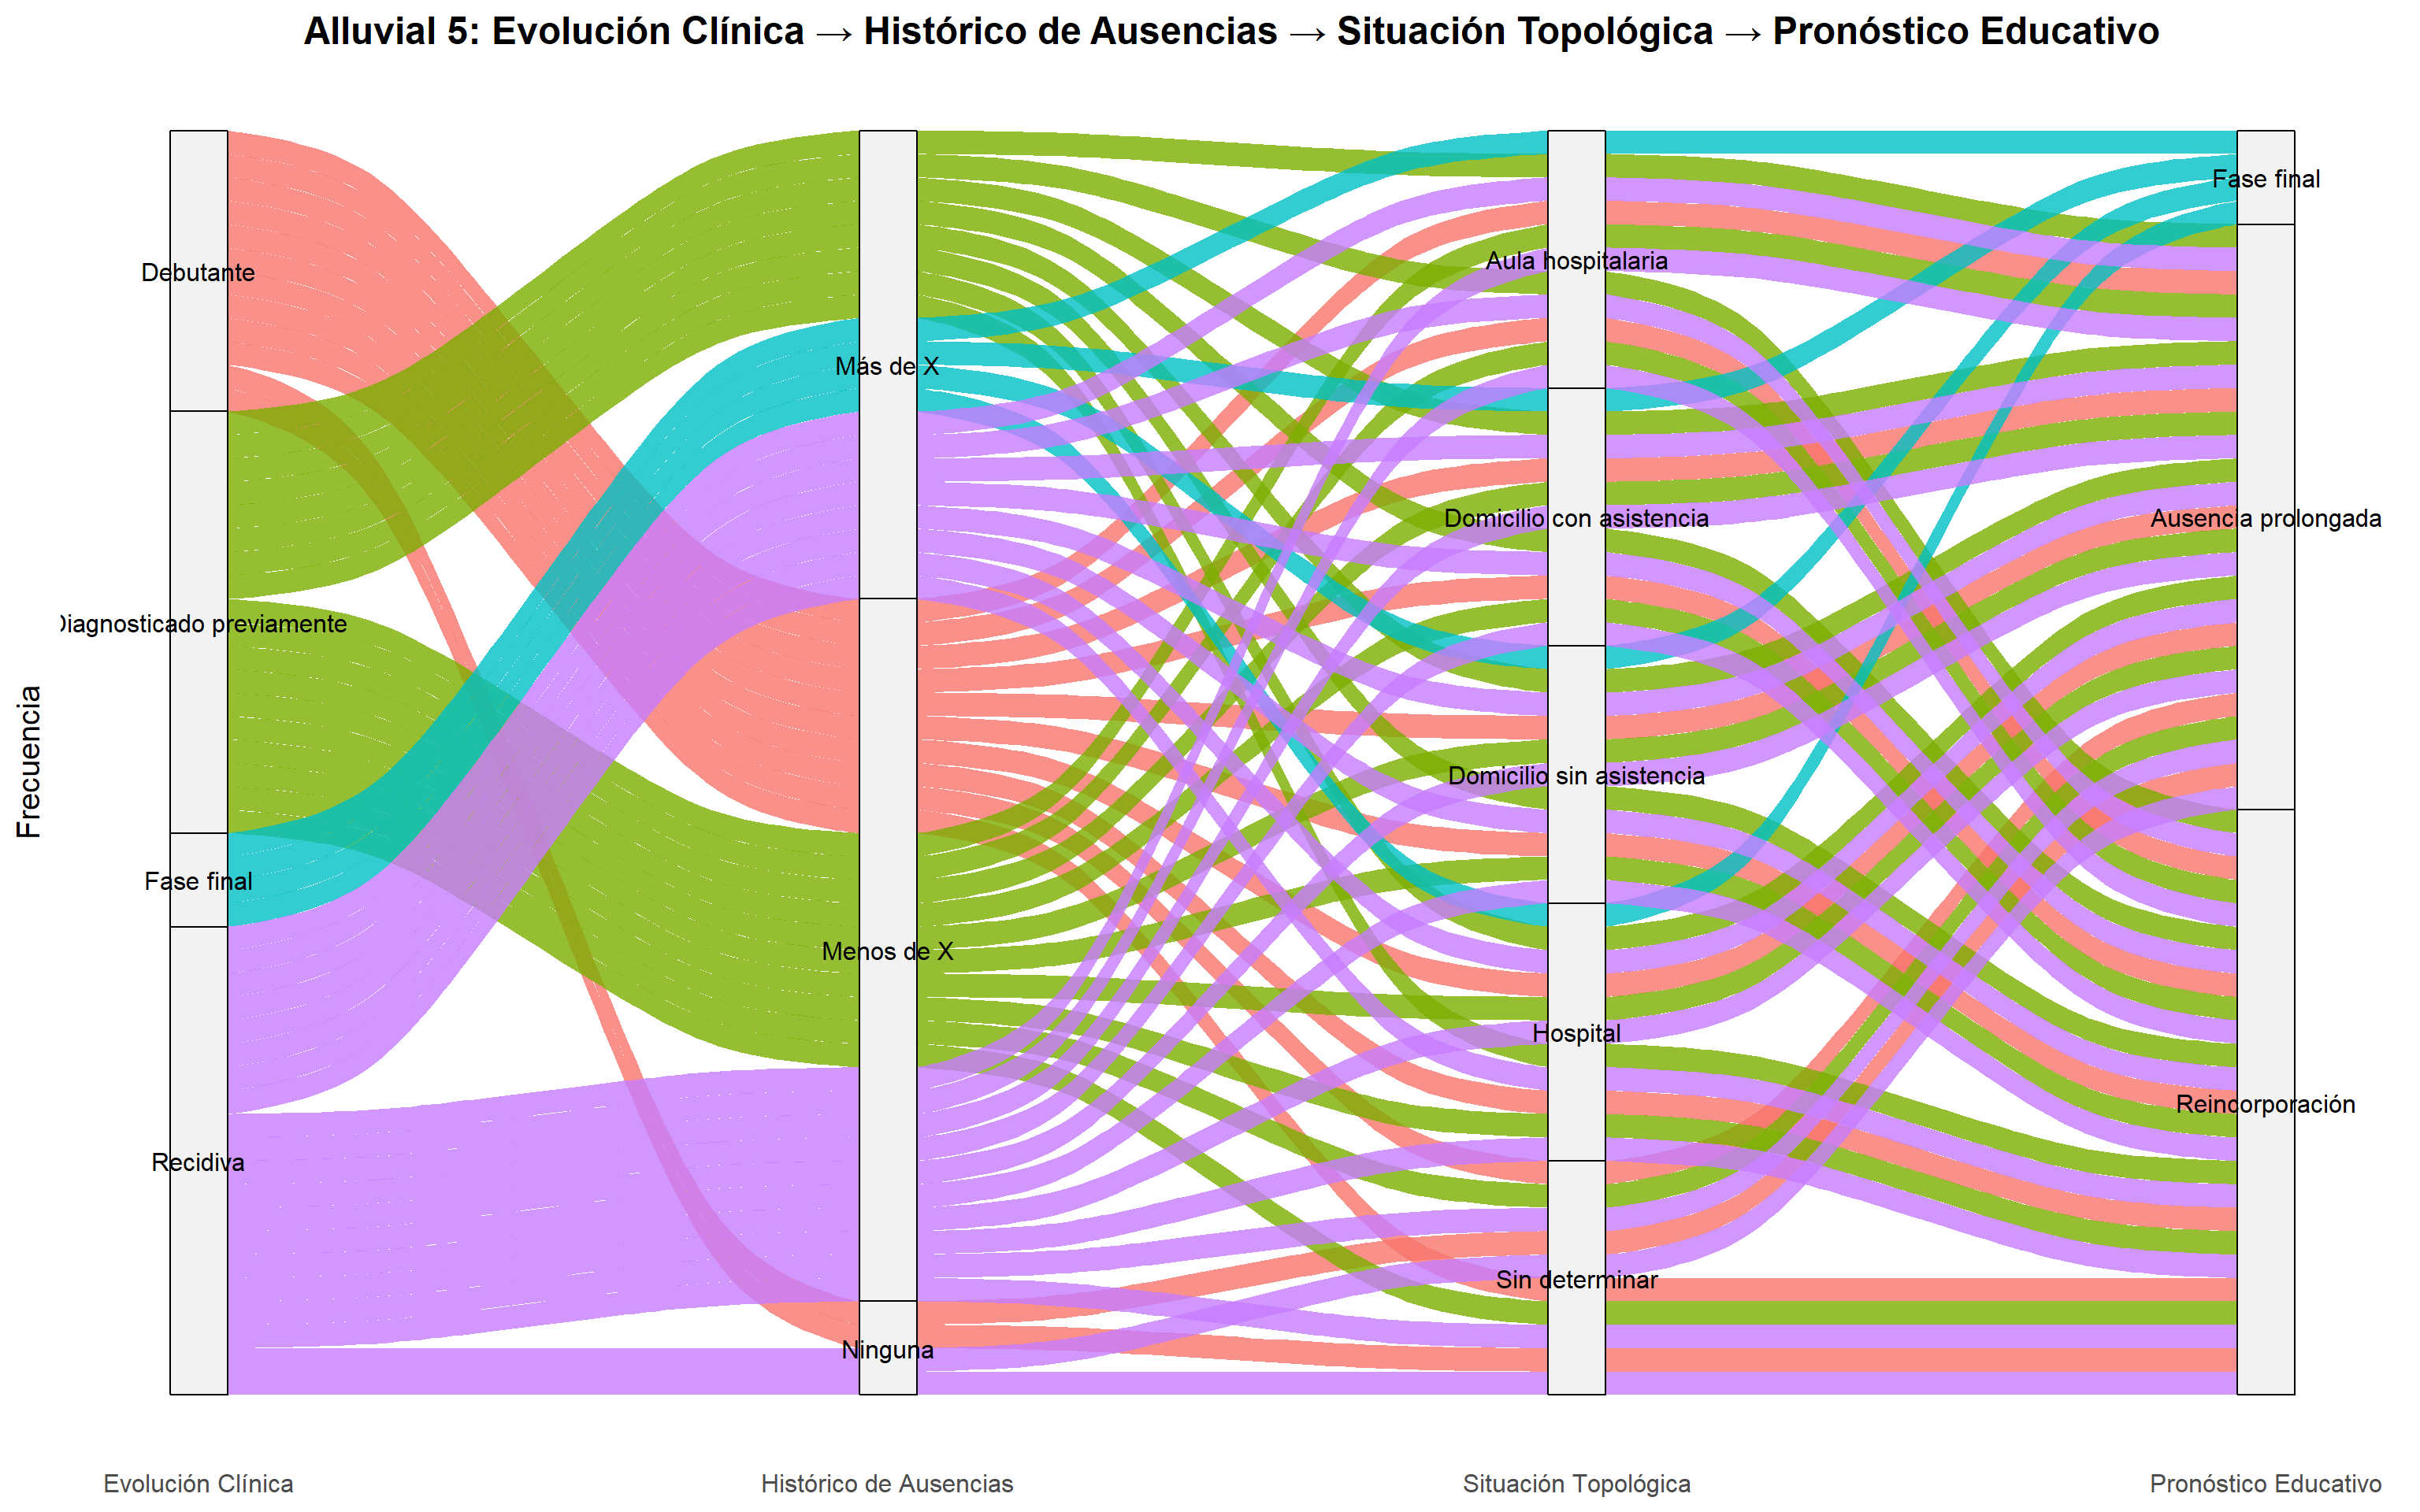 Alluvial 5: Evolución Clínica → Histórico de Ausencias → Situación Topológica → Pronóstico Educativo
Frecuencia
Debutante
Diagnosticado previamente
Fase final
Recidiva
Más de X
Menos de X
Ninguna
Aula hospitalaria
Domicilio con asistencia
Domicilio sin asistencia
Hospital
Sin determinar
Fase final
Ausencia prolongada
Reincorporación
Evolución Clínica
Histórico de Ausencias
Situación Topológica
Pronóstico Educativo